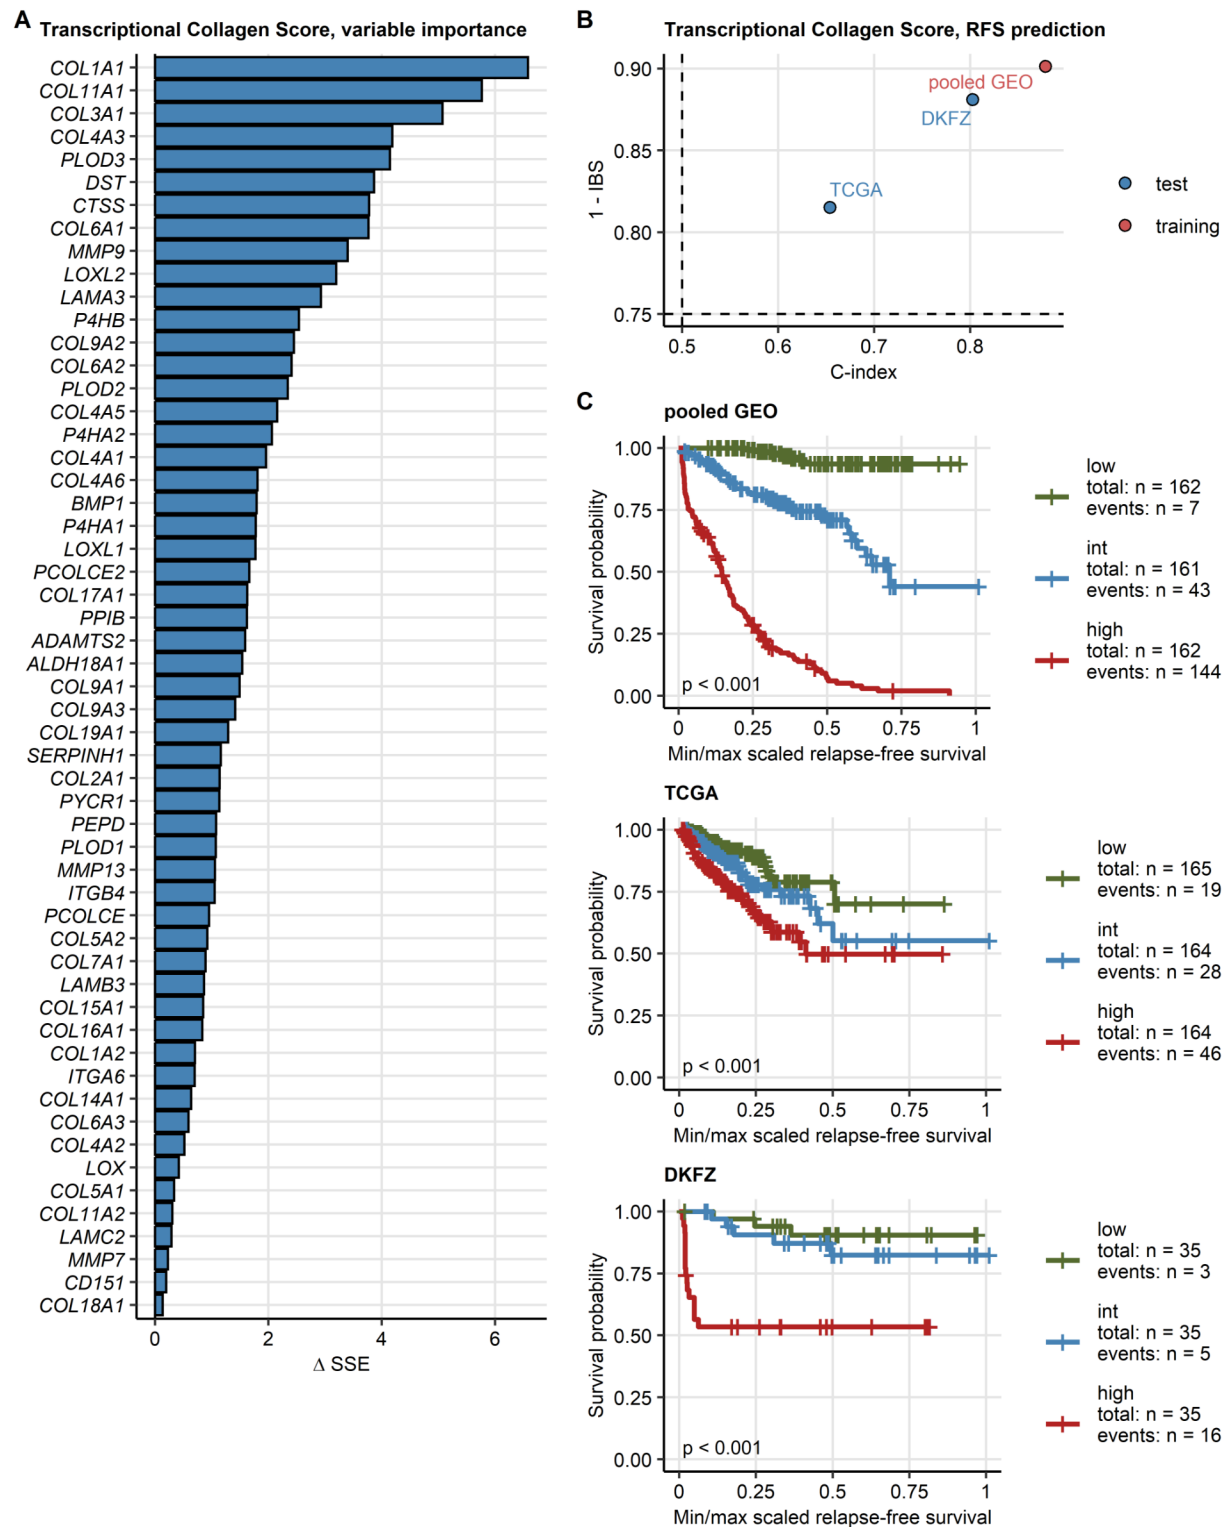 A
Transcriptional Collagen Score, variable importance
COL1A1
COL11A1
COL3A1
COL4A3
PLOD3
DST
CTSS
COL6A1
MMP9
LOXL2
LAMA3
P4HB
COL9A2
COL6A2
PLOD2
COL4A5
P4HA2
COL4A1
COL4A6
BMP1
P4HA1
LOXL1
PCOLCE2
COL17A1
PPIB
ADAMTS2
ALDH18A1
COL9A1
COL9A3
COL19A1
SERPINH1
COL2A1
PYCR1
PEPD
PLOD1
MMP13
ITGB4
PCOLCE
COL5A2
COL7A1
LAMB3
COL15A1
COL16A1
COL1A2
ITGA6
COL14A1
COL6A3
COL4A2
LOX
COL5A1
COL11A2
LAMC2
MMP7
CD151
COL18A1
0 2 4 6
Δ SSE
B
Transcriptional Collagen Score, RFS prediction
0.90
0.85
0.80
0.75
1 - IBS
pooled GEO
DKFZ
TCGA
0.5 0.6 0.7 0.8
C-index
test
training
C
pooled GEO
1.00
0.75
0.50
0.25
0.00
Survival probability
p < 0.001
0 0.25 0.5 0.75 1
Min/max scaled relapse-free survival
low
total: n = 162
events: n = 7
int
total: n = 161
events: n = 43
high
total: n = 162
events: n = 144
TCGA
1.00
0.75
0.50
0.25
0.00
Survival probability
p < 0.001
0 0.25 0.5 0.75 1
Min/max scaled relapse-free survival
low
total: n = 165
events: n = 19
int
total: n = 164
events: n = 28
high
total: n = 164
events: n = 46
DKFZ
1.00
0.75
0.50
0.25
0.00
Survival probability
p < 0.001
0 0.25 0.5 0.75 1
Min/max scaled relapse-free survival
low
total: n = 35
events: n = 3
int
total: n = 35
events: n = 5
high
total: n = 35
events: n = 16